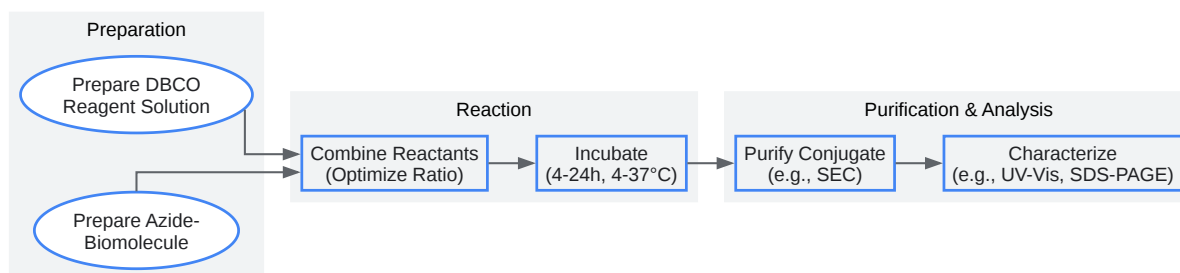 Preparation
Prepare DBCO
Reagent Solution
Prepare Azide-
Biomolecule
Reaction
Combine Reactants
(Optimize Ratio)
Incubate
(4-24h, 4-37°C)
Purification & Analysis
Purify Conjugate
(e.g., SEC)
Characterize
(e.g., UV-Vis, SDS-PAGE)